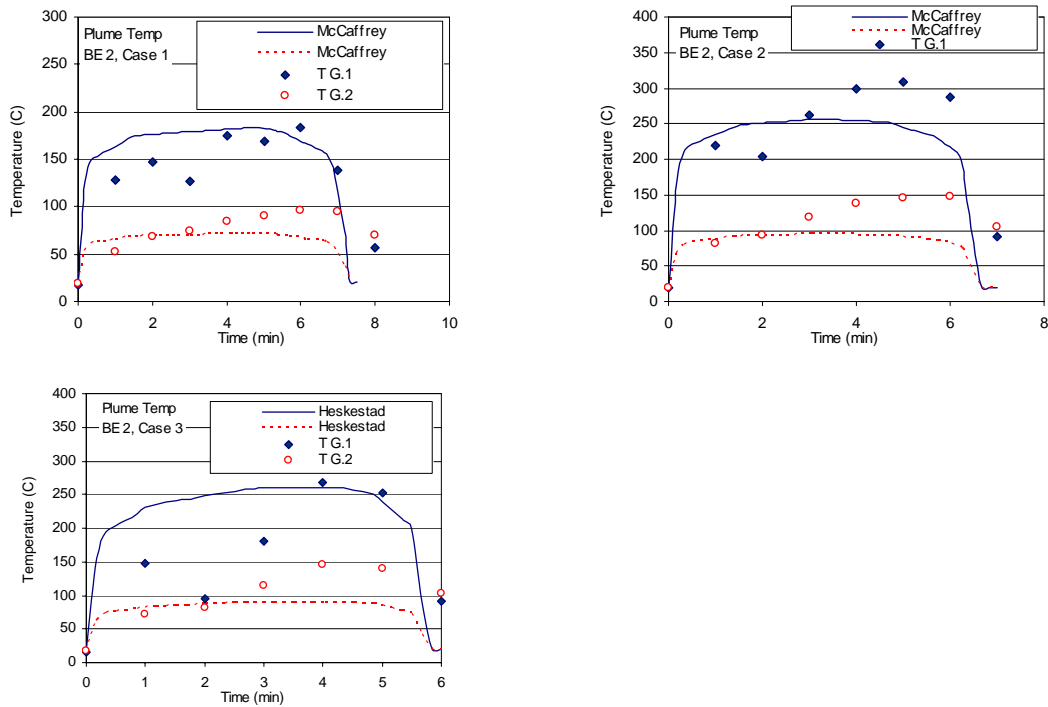 Plume Temp
BE 2, Case 1
McCaffrey
McCaffrey
T G.1
T G.2
300
250
200
150
100
50
0
Temperature (C)
0 2 4 6 8 10
Time (min)
Plume Temp
BE 2, Case 2
McCaffrey
McCaffrey
T G.1
400
350
300
250
200
150
100
50
0
Temperature (C)
0 2 4 6 8
Time (min)
Plume Temp
BE 2, Case 3
Heskestad
Heskestad
T G.1
T G.2
400
350
300
250
200
150
100
50
0
Temperature (C)
0 1 2 3 4 5 6
Time (min)